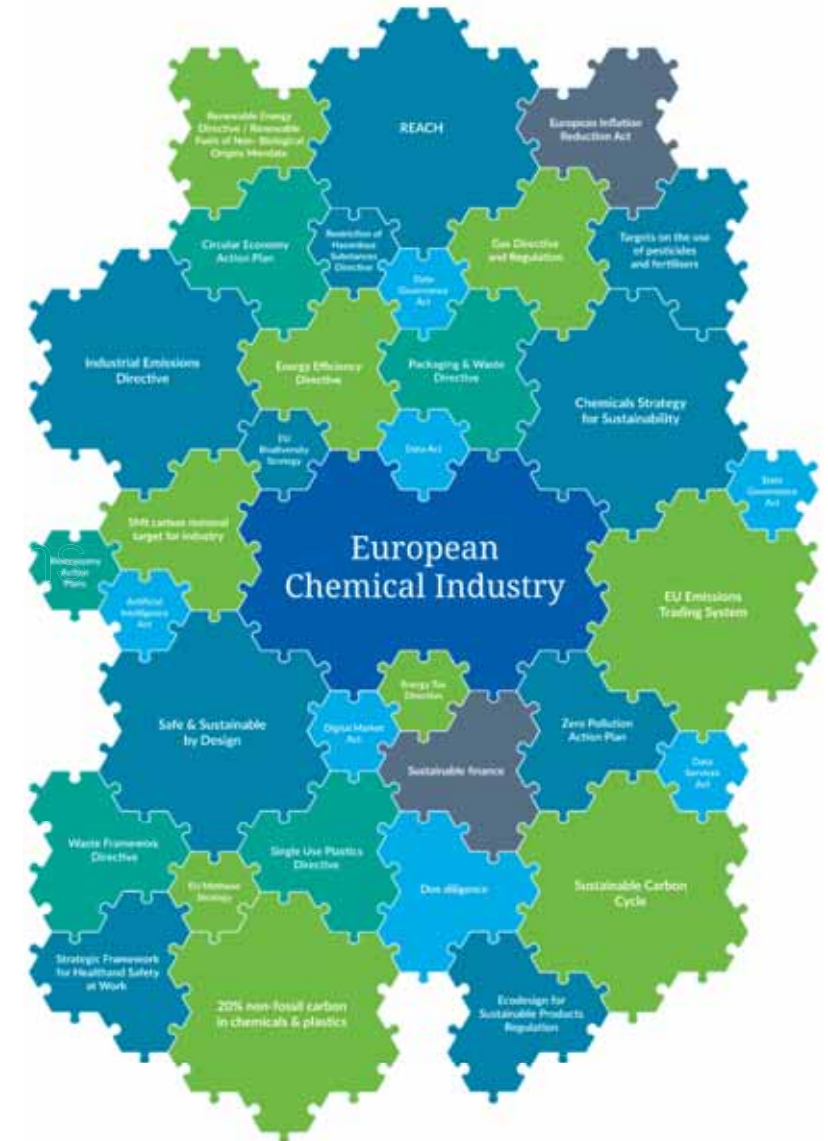 Renewable Energy
Directive / Renewable
Fuels of Non- Biological
Origins Mandate
REACH
European Inflation
Reduction Act
Circular Economy
Action Plan
Restriction of
Hazardous
Substances
Directive
Gas Directive
and Regulation
Targets on the use
of pesticides
and fertilisers
Data
Governance
Act
Industrial Emissions
Directive
Energy Efficiency
Directive
Packaging & Waste
Directive
Chemicals Strategy
for Sustainability
EU
Biodiversity
Strategy
Data Act
Governance
Act
5Mt carbon removal
target for industry
European
Chemical Industry
Action
Plans
Artificial
Intelligence
Act
EU Emissions
Trading System
Energy Tax
Directive
Safe & Sustainable
by Design
Digital Market
Act
Zero Pollution
Action Plan
Sustainable finance
Data
Services
Act
Waste Framework
Directive
Single Use Plastics
Directive
EU Methane
Strategy
Due diligence
Sustainable Carbon
Cycle
Strategic Framework
for Healthand Safety
at Work
20% non-fossil carbon
in chemicals & plastics
Ecodesign for
Sustainable Products
Regulation